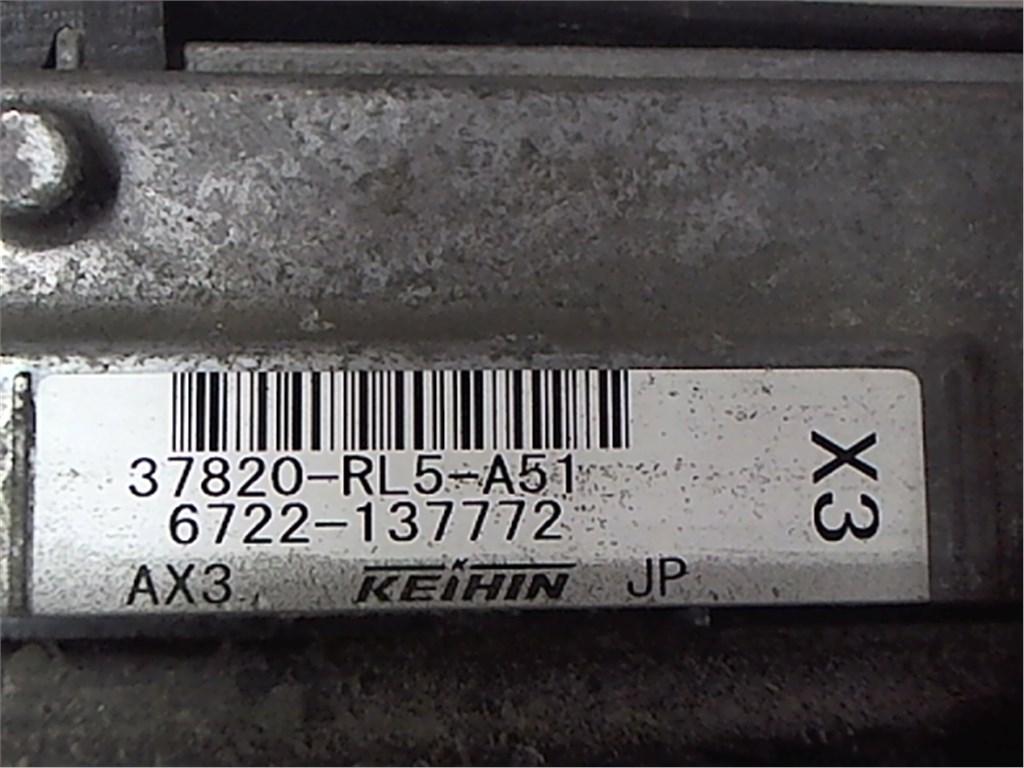 37820-RL5-A51
6722-137772
AX3 KEIHIN JP
X3